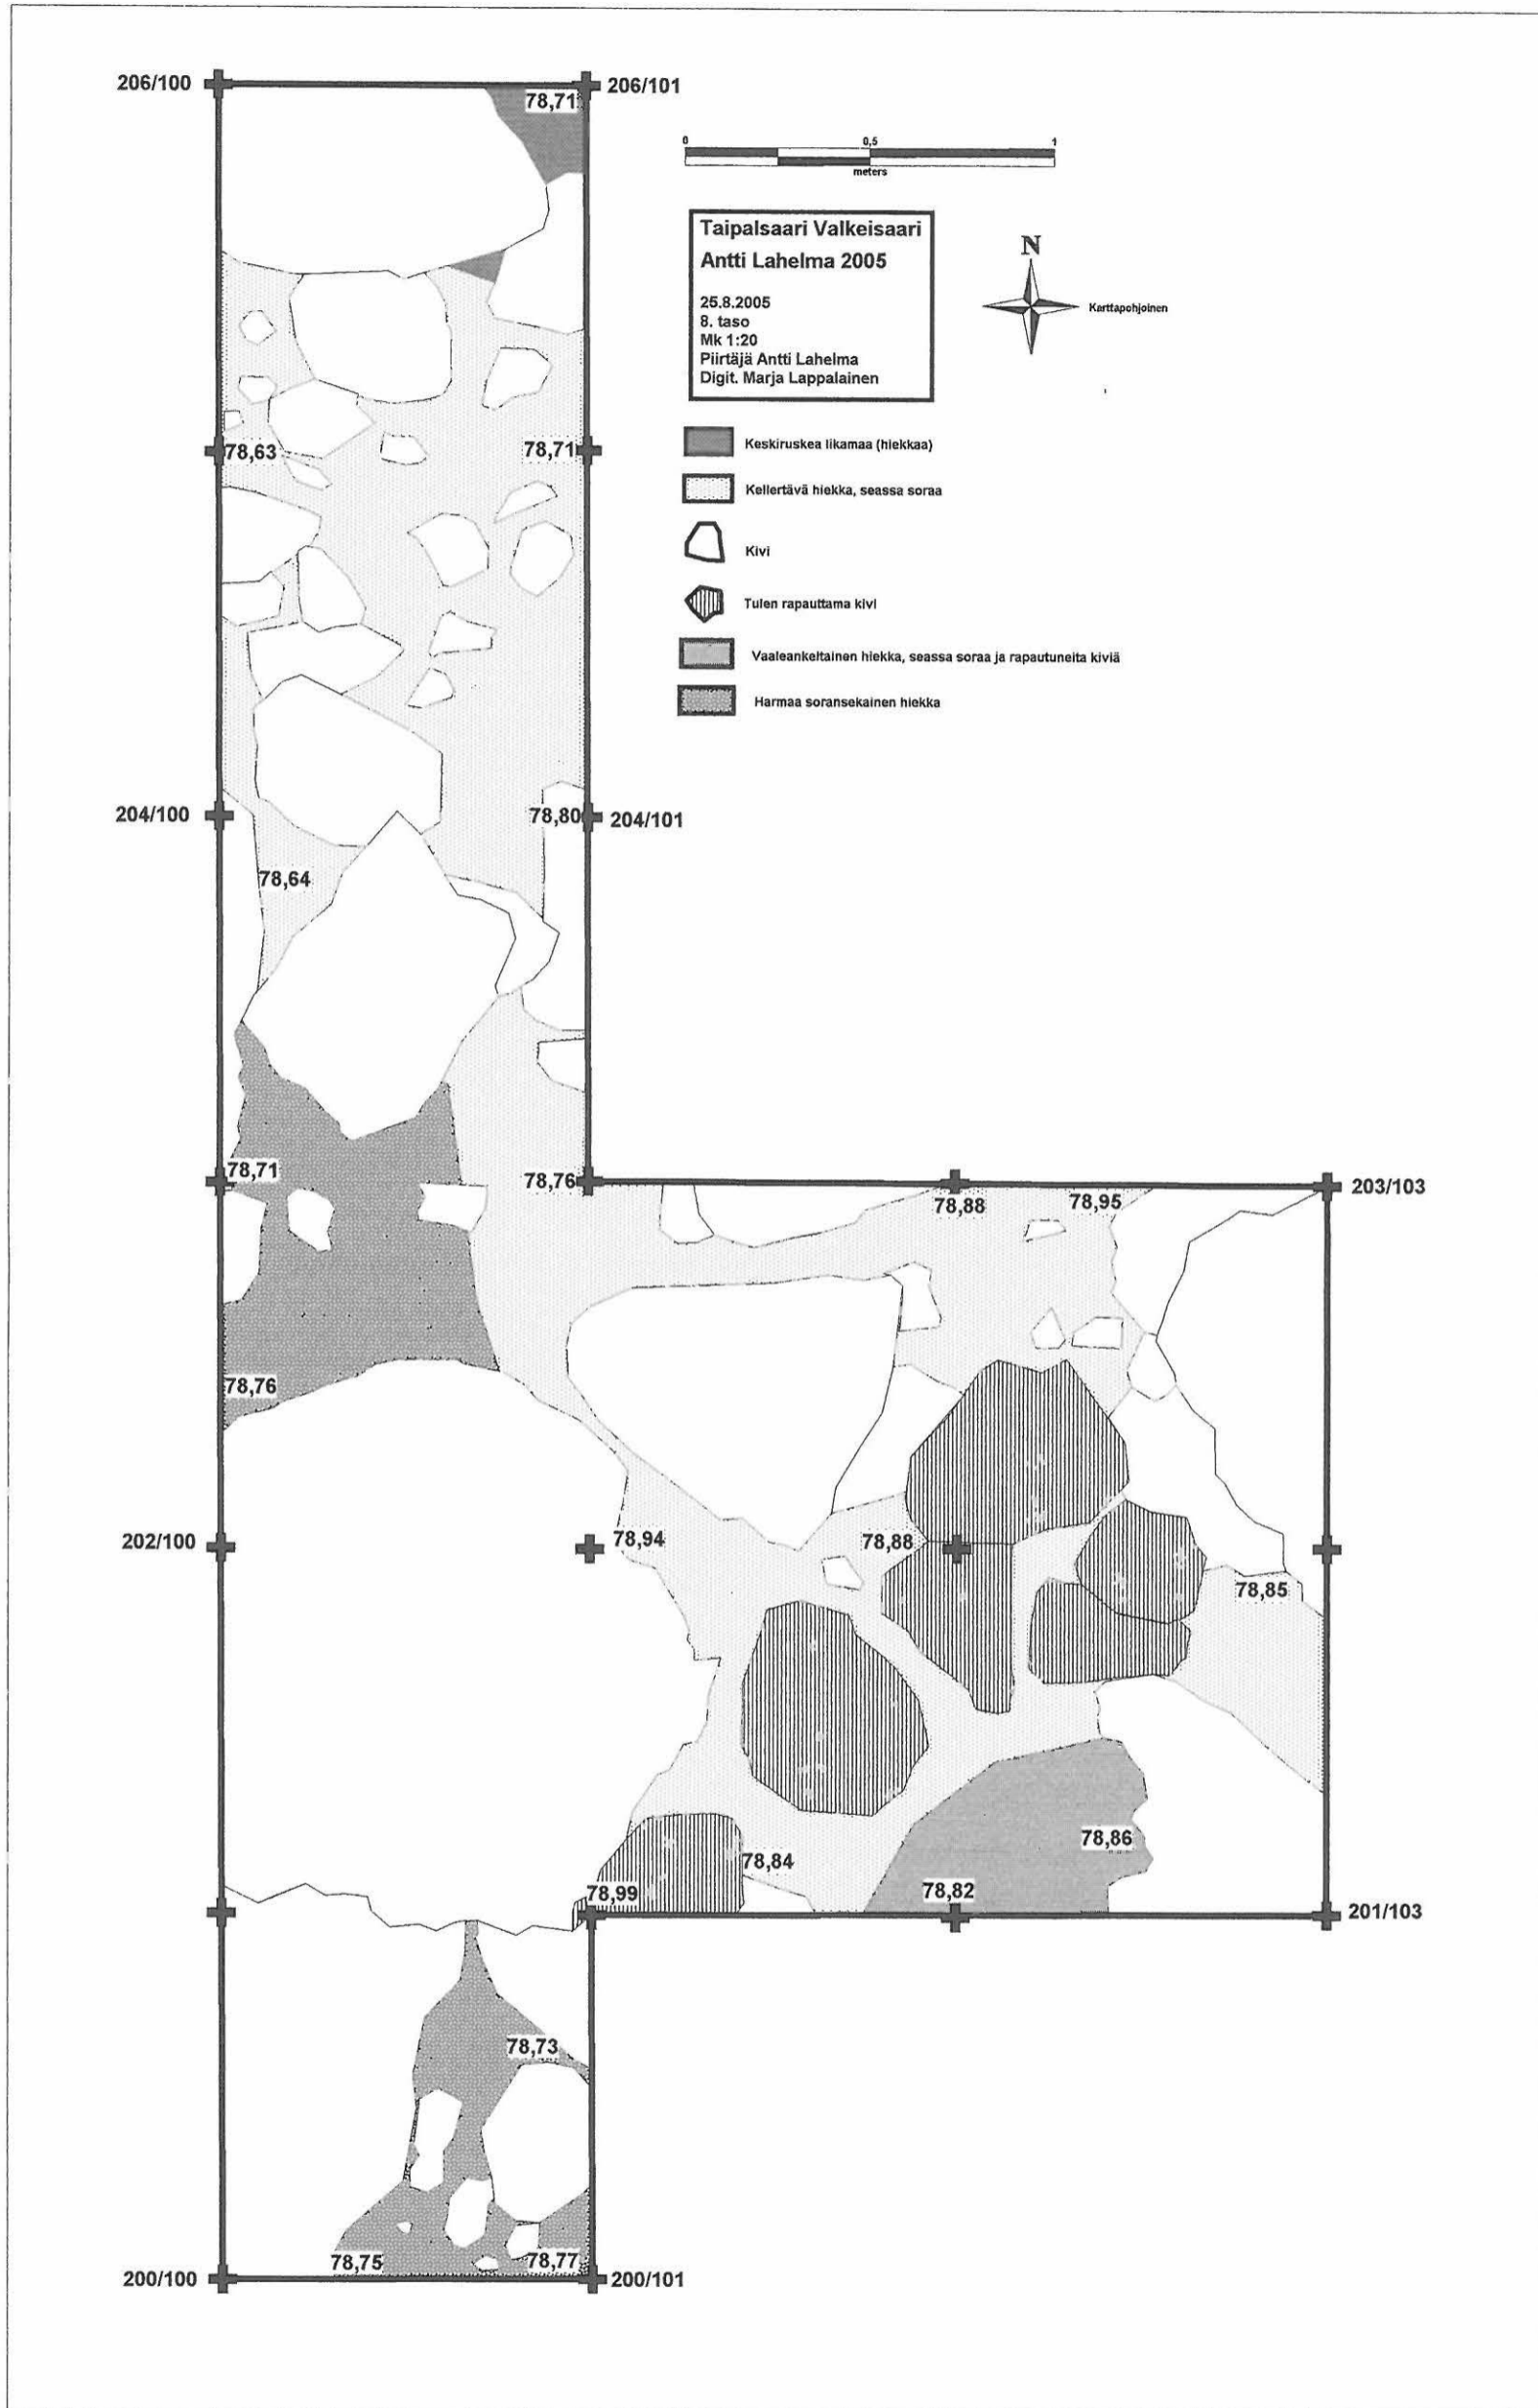 206/100
206/101
78,71
0 0,5 1
meters
Taipalsaari Valkeisaari
Antti Lahelma 2005
25.8.2005
8. taso
Mk 1:20
Piirtäjä Antti Lahelma
Digit. Marja Lappalainen
N
Karttapohjoinen
Keskiruskea likamaa (hiekkaa)
Kellertävä hiekka, seassa soraa
Kivi
Tulen rapauttama kivi
Vaaleankeltainen hiekka, seassa soraa ja rapautuneita kiviä
Harmaa soransekainen hiekka
78,63
78,71
204/100
78,80
204/101
78,64
78,71
78,76
203/103
78,88
78,95
78,76
202/100
78,94
78,88
78,85
78,86
78,84
78,99
78,82
201/103
78,73
78,75
78,77
200/100
200/101